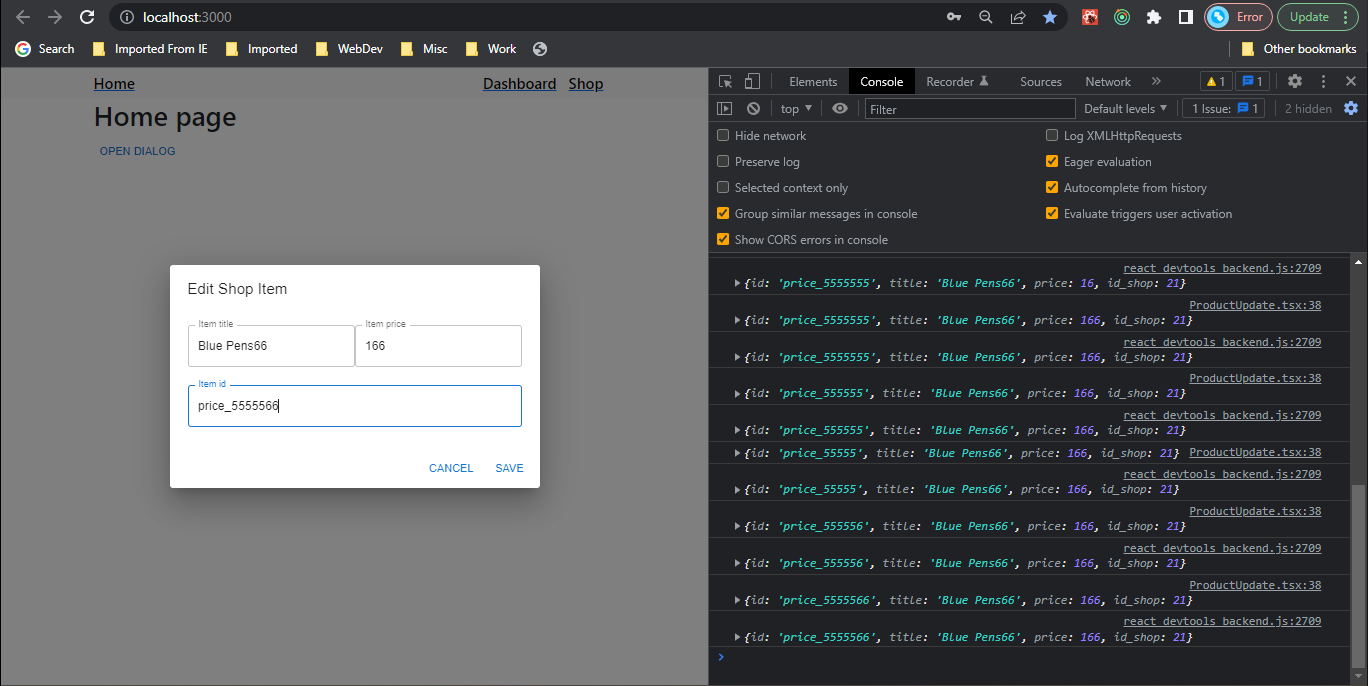 localhost:3000
Error
Update
Search
Imported From IE
Imported
WebDev
Misc
Work
Other bookmarks
Home
Dashboard
Shop
Home page
OPEN DIALOG
Edit Shop Item
Item title
Blue Pens66
Item price
166
Item id
price_5555566
CANCEL
SAVE
Elements
Console
Recorder
Sources
Network
»
1
1
top
Filter
Default levels
1 Issue:
1
2 hidden
Hide network
Log XMLHttpRequests
Preserve log
Eager evaluation
Selected context only
Autocomplete from history
Group similar messages in console
Evaluate triggers user activation
Show CORS errors in console
react_devtools_backend.js:2709
{id: 'price_5555555', title: 'Blue Pens66', price: 16, id_shop: 21}
ProductUpdate.tsx:38
{id: 'price_5555555', title: 'Blue Pens66', price: 166, id_shop: 21}
react_devtools_backend.js:2709
{id: 'price_5555555', title: 'Blue Pens66', price: 166, id_shop: 21}
ProductUpdate.tsx:38
{id: 'price_555555', title: 'Blue Pens66', price: 166, id_shop: 21}
react_devtools_backend.js:2709
{id: 'price_555555', title: 'Blue Pens66', price: 166, id_shop: 21}
{id: 'price_55555', title: 'Blue Pens66', price: 166, id_shop: 21} ProductUpdate.tsx:38
react_devtools_backend.js:2709
{id: 'price_55555', title: 'Blue Pens66', price: 166, id_shop: 21}
ProductUpdate.tsx:38
{id: 'price_555556', title: 'Blue Pens66', price: 166, id_shop: 21}
react_devtools_backend.js:2709
{id: 'price_555556', title: 'Blue Pens66', price: 166, id_shop: 21}
ProductUpdate.tsx:38
{id: 'price_5555566', title: 'Blue Pens66', price: 166, id_shop: 21}
react_devtools_backend.js:2709
{id: 'price_5555566', title: 'Blue Pens66', price: 166, id_shop: 21}